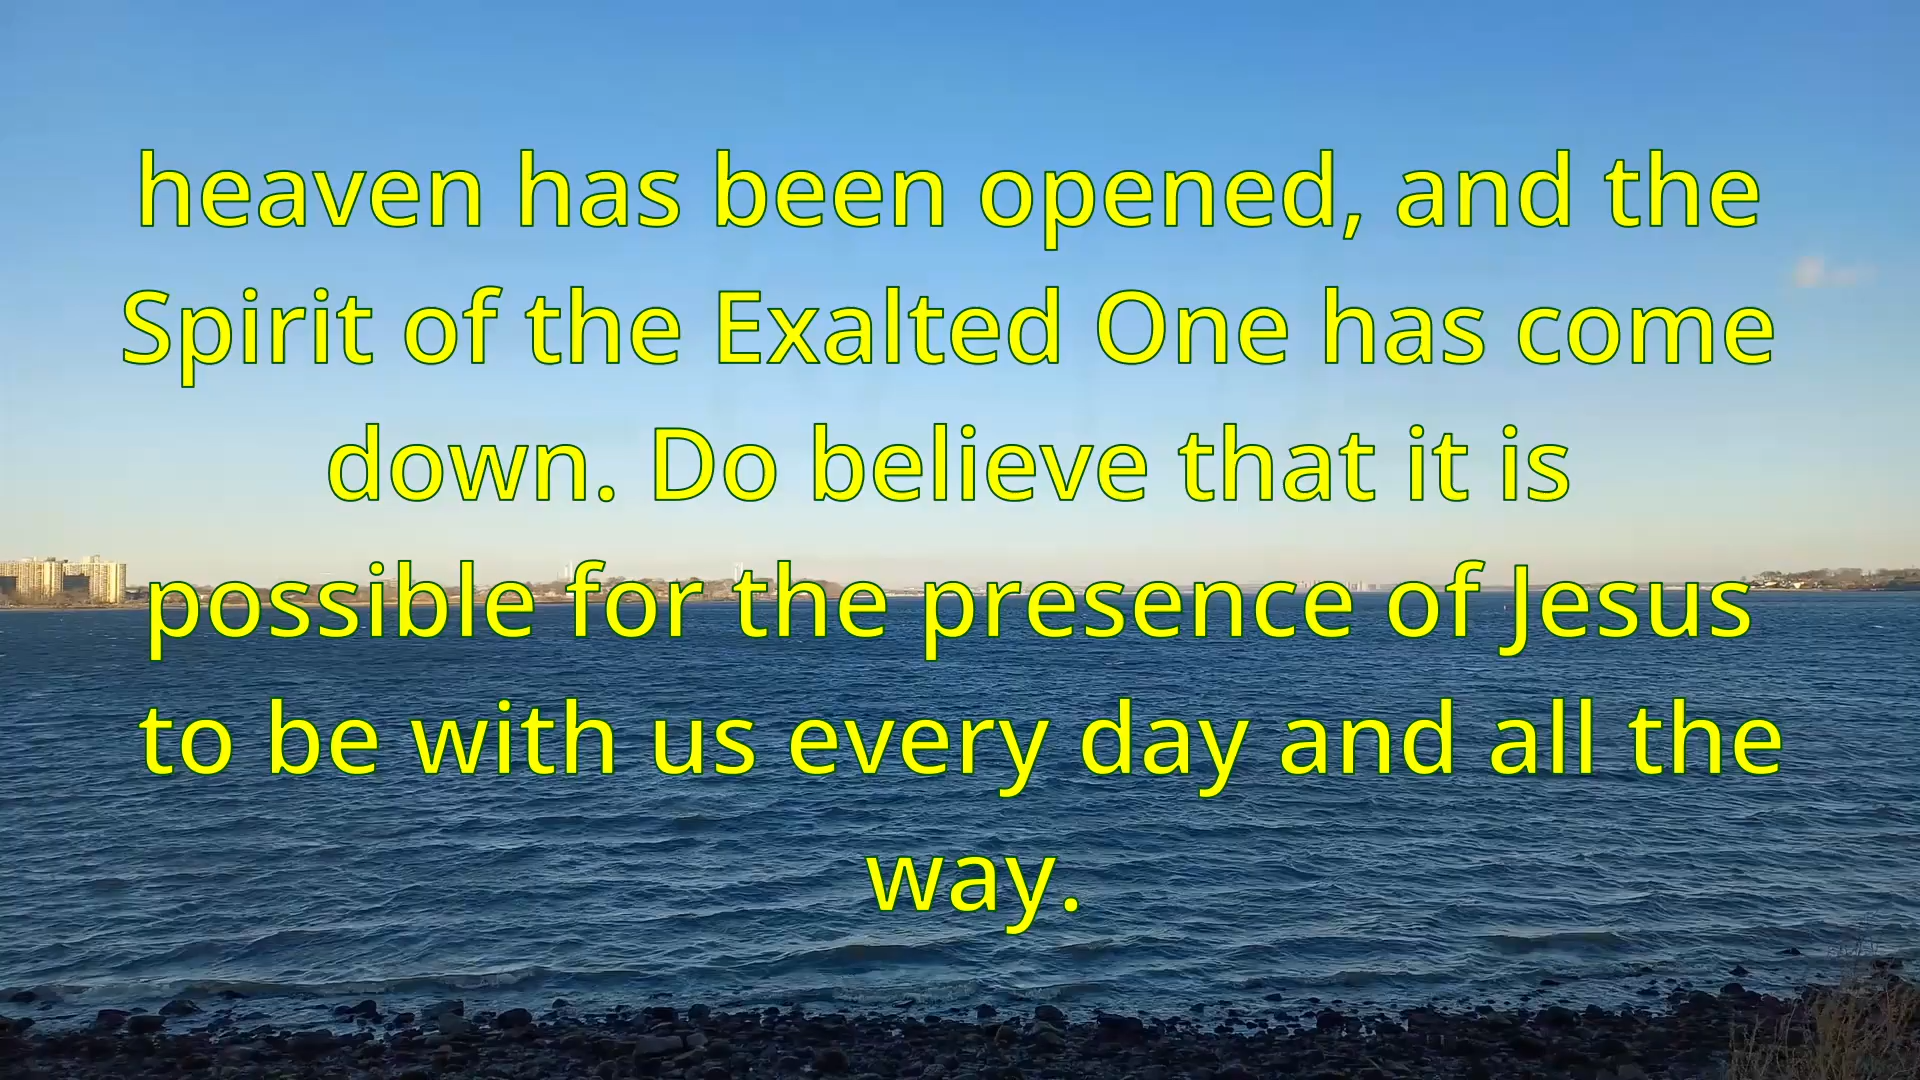 heaven has been opened, and the
Spirit of the Exalted One has come
down. Do believe that it is
possible for the presence of Jesus
to be with us every day and all the
way.